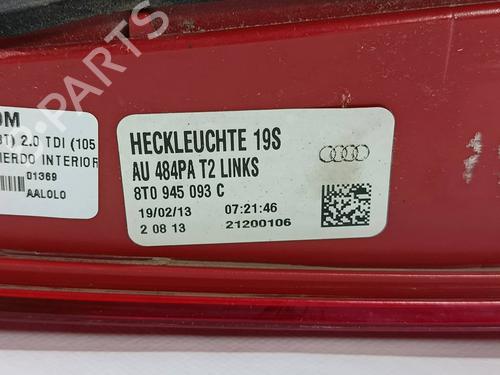 HECKLEUCHTE 19S
AU 484PA T2 LINKS
8T0 945 093 C
19/02/13 07:21:46
2 08 13 21200106
OM
3T) 2.0 TDI (105
IERDO INTERIOR
01369
AALOLO
B-PARTS